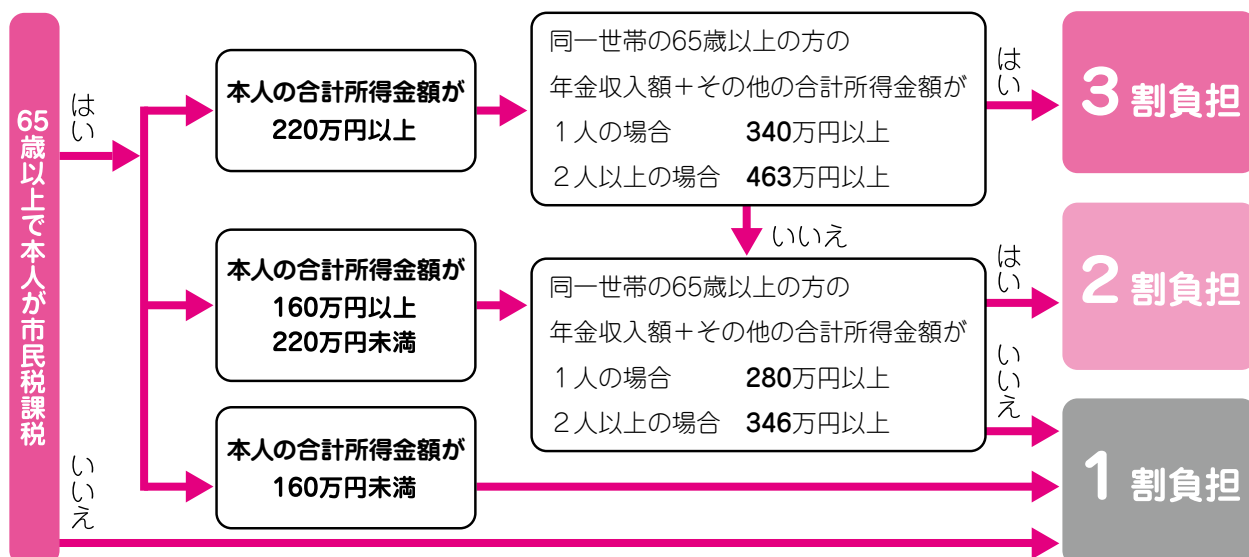 65歳以上で本人が市民税課税
はい
いいえ
本人の合計所得金額が
220万円以上
本人の合計所得金額が
160万円以上
220万円未満
本人の合計所得金額が
160万円未満
同一世帯の65歳以上の方の
年金収入額＋その他の合計所得金額が
１人の場合　340万円以上
２人以上の場合　463万円以上
いいえ
同一世帯の65歳以上の方の
年金収入額＋その他の合計所得金額が
１人の場合　280万円以上
２人以上の場合　346万円以上
はい
はい
いいえ
3割負担
2割負担
1割負担